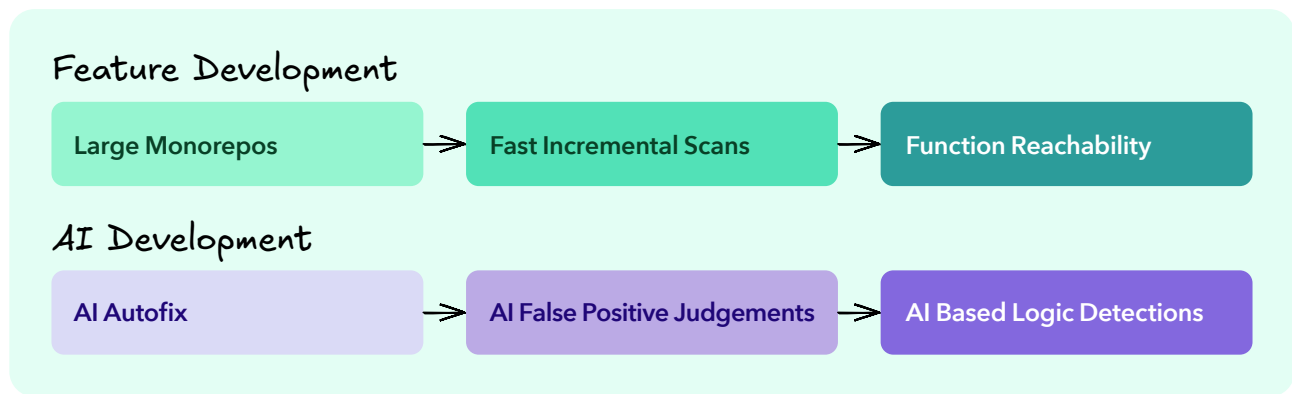 Feature Development
Large Monorepos
Fast Incremental Scans
Function Reachability
AI Development
AI Autofix
AI False Positive Judgements
AI Based Logic Detections